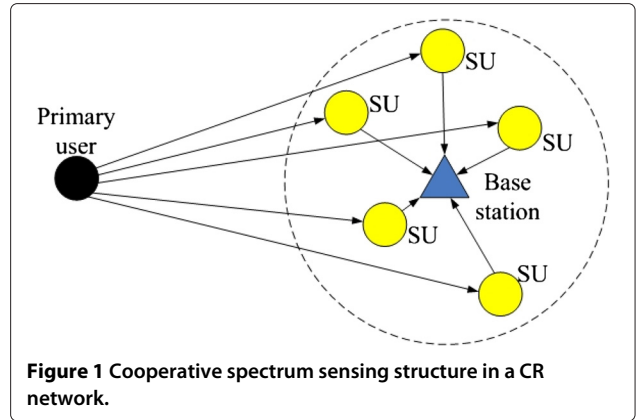 SU
SU
Primary
user
SU
Base
station
SU
SU
Figure 1 Cooperative spectrum sensing structure in a CR
network.